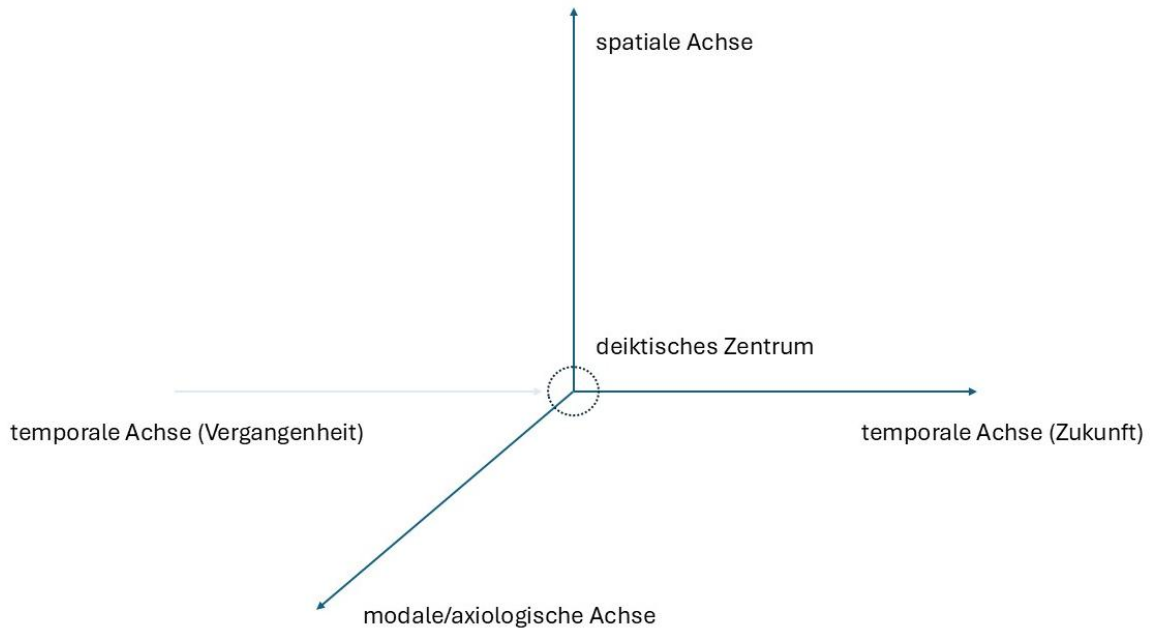 spatiale Achse
deiktisches Zentrum
temporale Achse (Vergangenheit)
temporale Achse (Zukunft)
modale/axiologische Achse